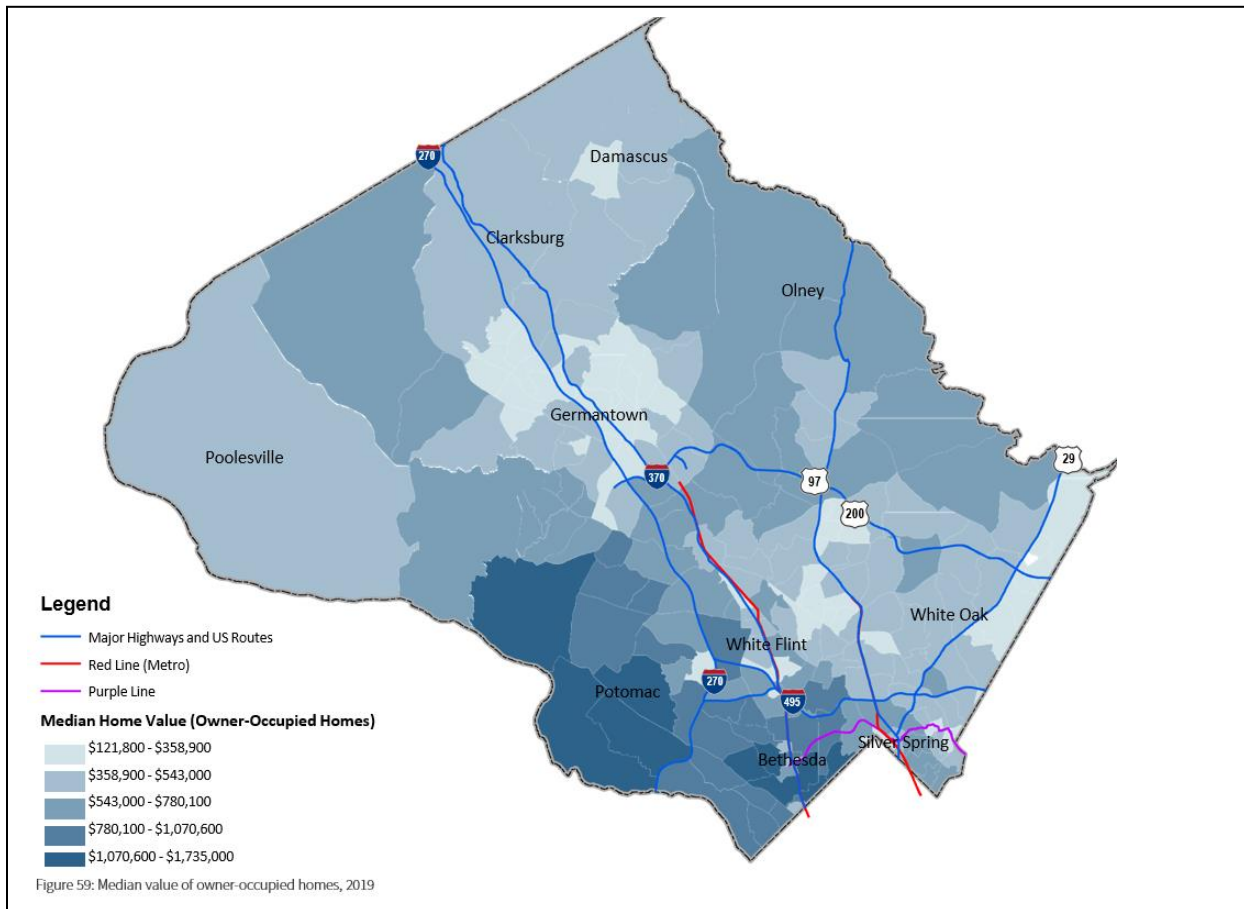 270
Damascus
Clarksburg
Olney
Germantown
Poolesville
29
370
97
200
White Oak
White Flint
270
Potomac
495
Silver Spring
Bethesda
Legend
Major Highways and US Routes
Red Line (Metro)
Purple Line
Median Home Value (Owner-Occupied Homes)
$121,800 - $358,900
$358,900 - $543,000
$543,000 - $780,100
$780,100 - $1,070,600
$1,070,600 - $1,735,000
Figure 59: Median value of owner-occupied homes, 2019